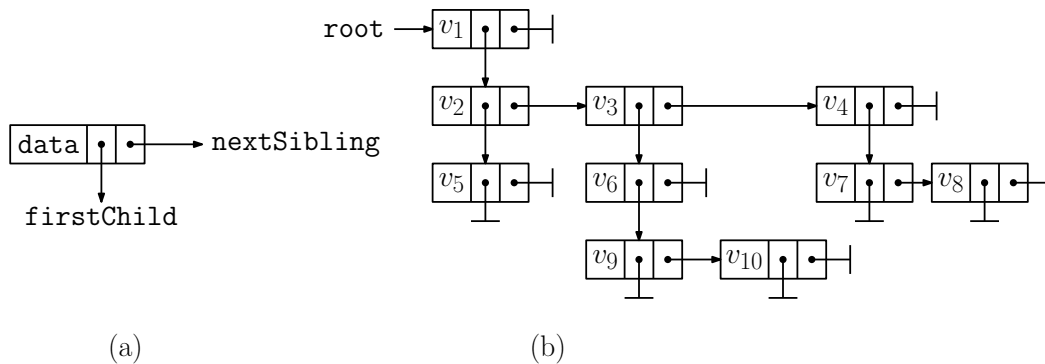 root v₁
v₂ v₃ v₄
data nextSibling
v₅ v₆ v₇ v₈
firstChild
v₉ v₁₀
(a) (b)